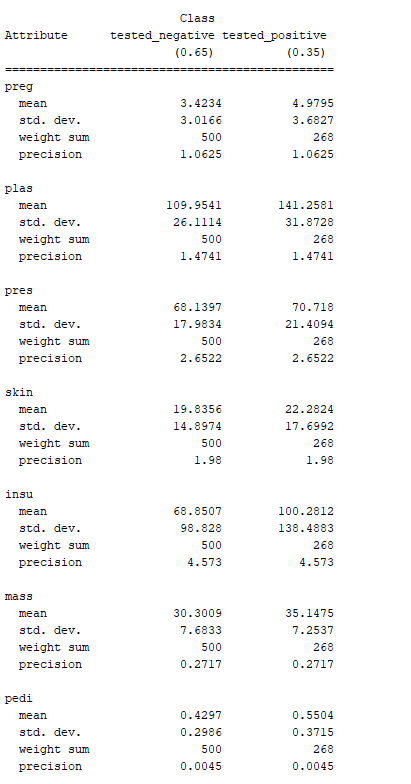 Class
Attribute tested_negative tested_positive
(0.65) (0.35)
===============================================
preg
mean 3.4234 4.9795
std. dev. 3.0166 3.6827
weight sum 500 268
precision 1.0625 1.0625
plas
mean 109.9541 141.2581
std. dev. 26.1114 31.8728
weight sum 500 268
precision 1.4741 1.4741
pres
mean 68.1397 70.718
std. dev. 17.9834 21.4094
weight sum 500 268
precision 2.6522 2.6522
skin
mean 19.8356 22.2824
std. dev. 14.8974 17.6992
weight sum 500 268
precision 1.98 1.98
insu
mean 68.8507 100.2812
std. dev. 98.828 138.4883
weight sum 500 268
precision 4.573 4.573
mass
mean 30.3009 35.1475
std. dev. 7.6833 7.2537
weight sum 500 268
precision 0.2717 0.2717
pedi
mean 0.4297 0.5504
std. dev. 0.2986 0.3715
weight sum 500 268
precision 0.0045 0.0045